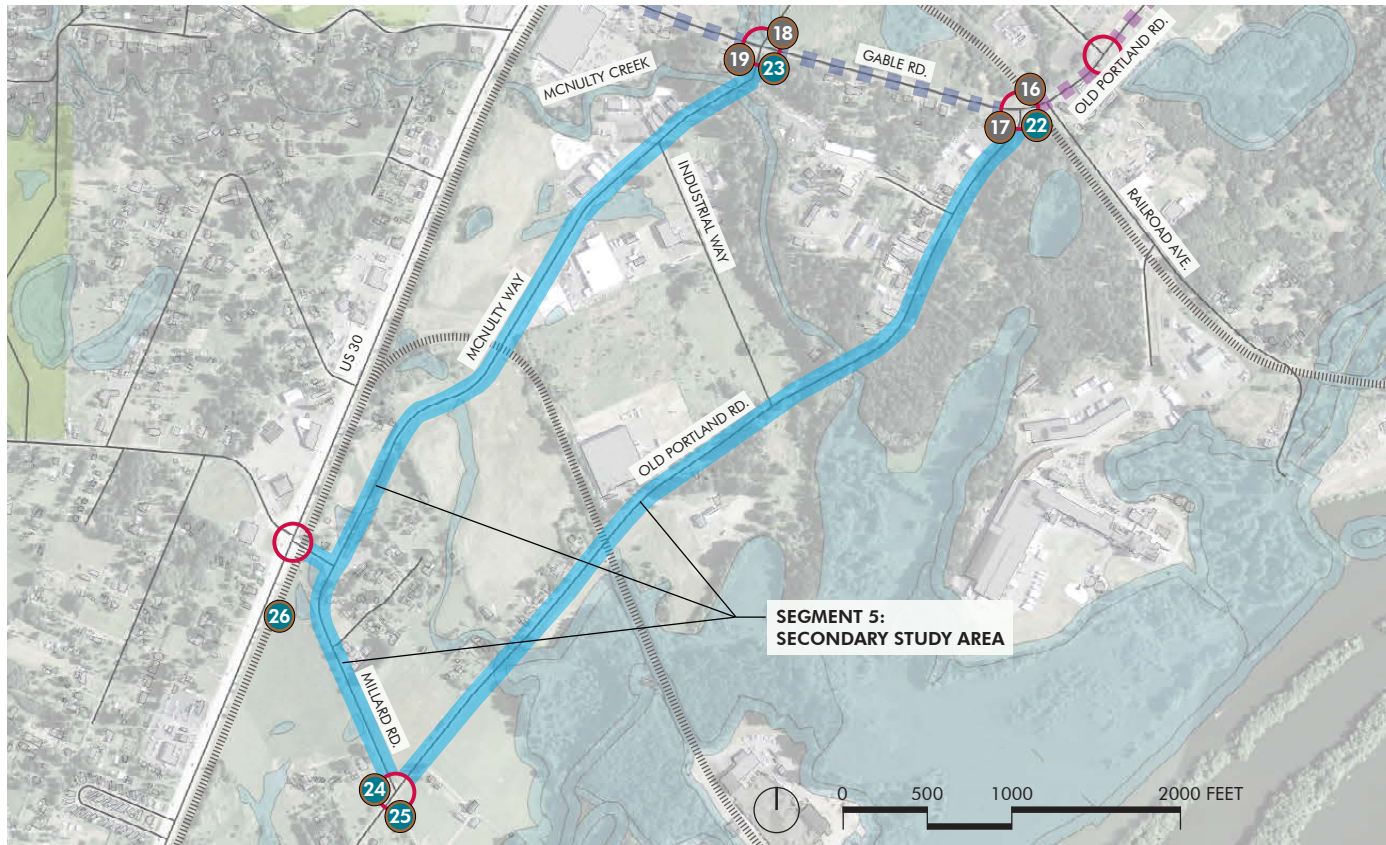 18
19
23
MCNULTY CREEK
GABLE RD.
16
17
22
OLD PORTLAND RD.
INDUSTRIAL WAY
RAILROAD AVE.
US 30
MCNULTY WAY
OLD PORTLAND RD.
26
SEGMENT 5:
SECONDARY STUDY AREA
MILLARD RD.
24
25
0 500 1000 2000 FEET